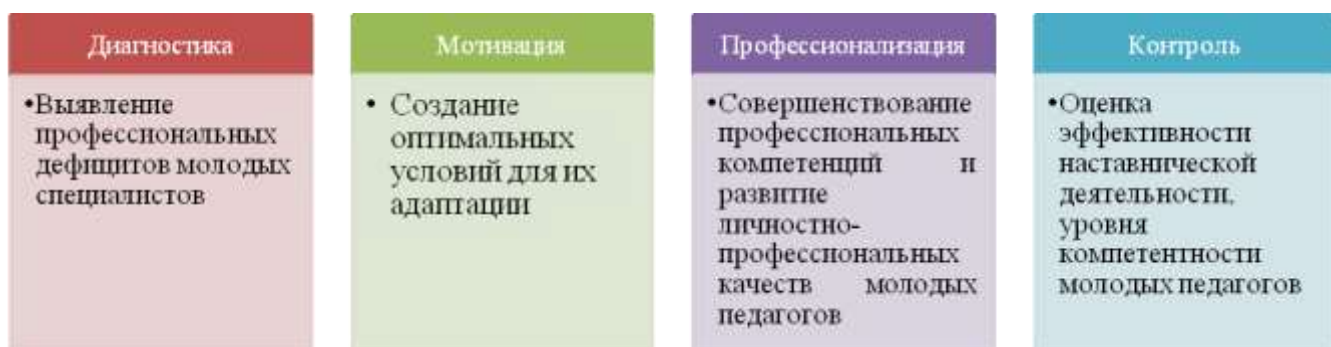 Диагностика
•Выявление
профессиональных
дефицитов молодых
специалистов
Мотивация
• Создание
оптимальных
условий для их
адаптации
Профессионализация
•Совершенствование
профессиональных
компетенций и
развитие
личностно-
профессиональных
качеств молодых
педагогов
Контроль
•Оценка
эффективности
наставнической
деятельности,
уровня
компетентности
молодых педагогов